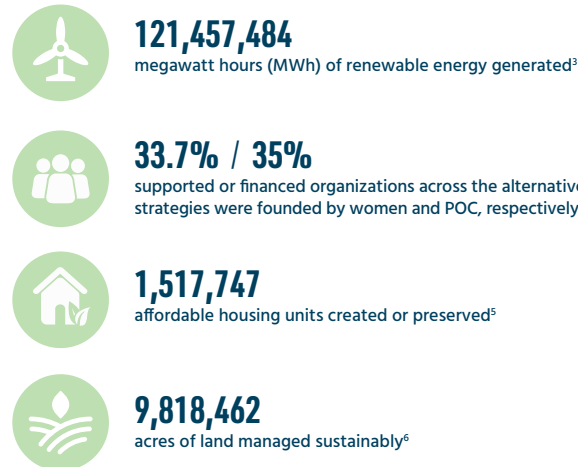 121,457,484
megawatt hours (MWh) of renewable energy generated³
33.7% / 35%
supported or financed organizations across the alternative
strategies were founded by women and POC, respectively
1,517,747
affordable housing units created or preserved⁵
9,818,462
acres of land managed sustainably⁶